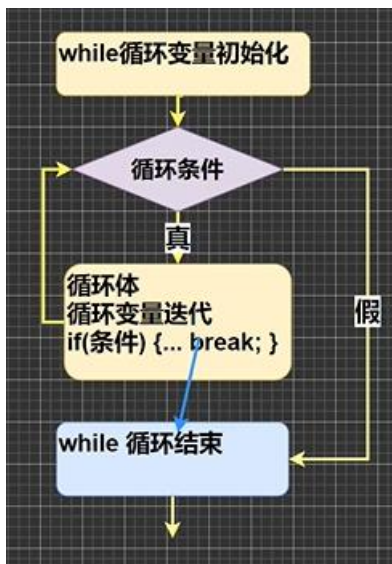 while循环变量初始化
循环条件
真
循环体
循环变量迭代
if(条件) {... break; }
假
while 循环结束